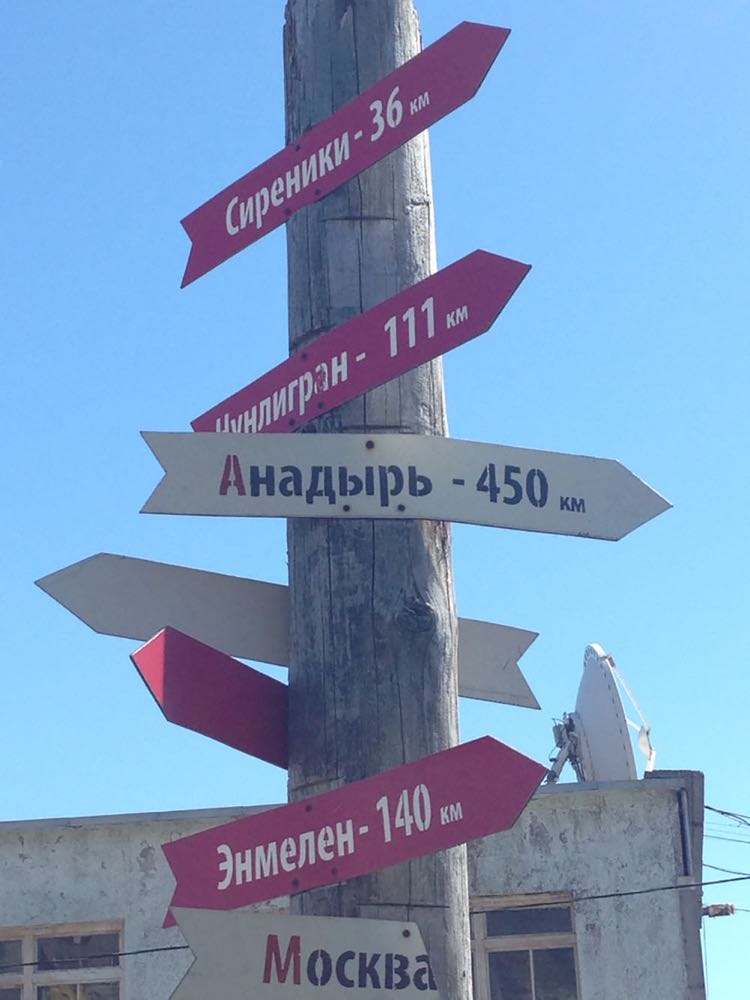 Сиреники - 36 км
Нунлигран - 111 км
Анадырь - 450 км
Энмелен - 140 км
Москва